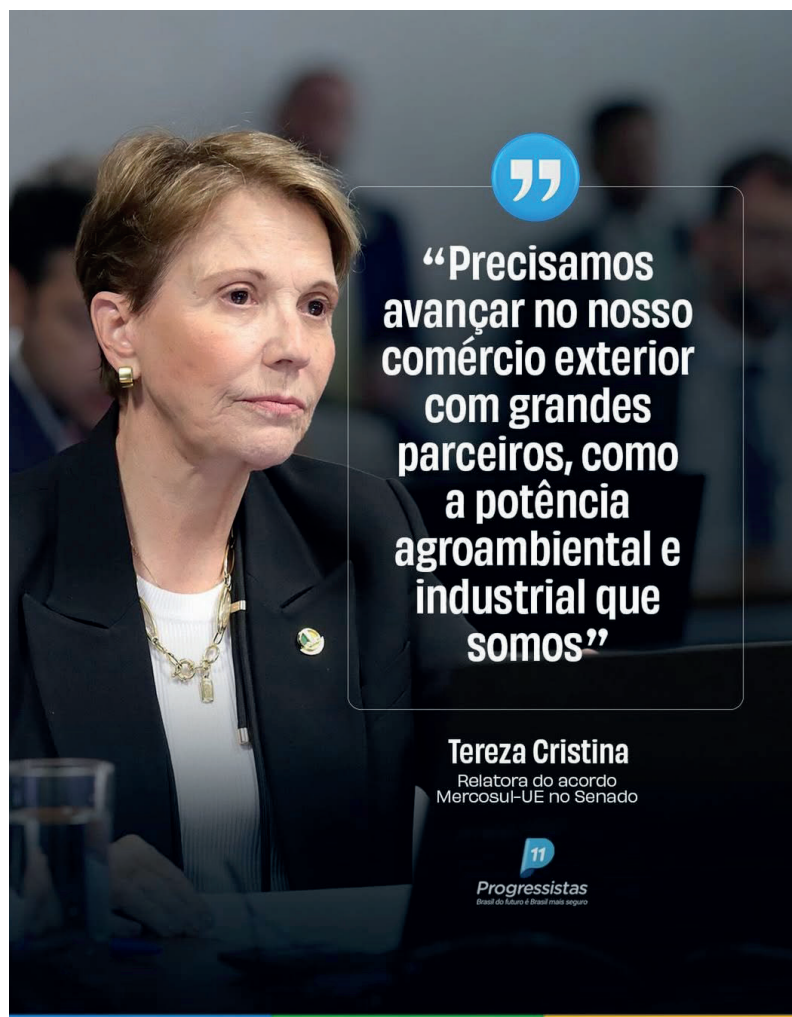 ”
“Precisamos
avançar no nosso
comércio exterior
com grandes
parceiros, como
a potência
agroambiental e
industrial que
somos”
Tereza Cristina
Relatora do acordo
Mercosul-UE no Senado
11
Progressistas
Brasil do futuro é Brasil mais seguro